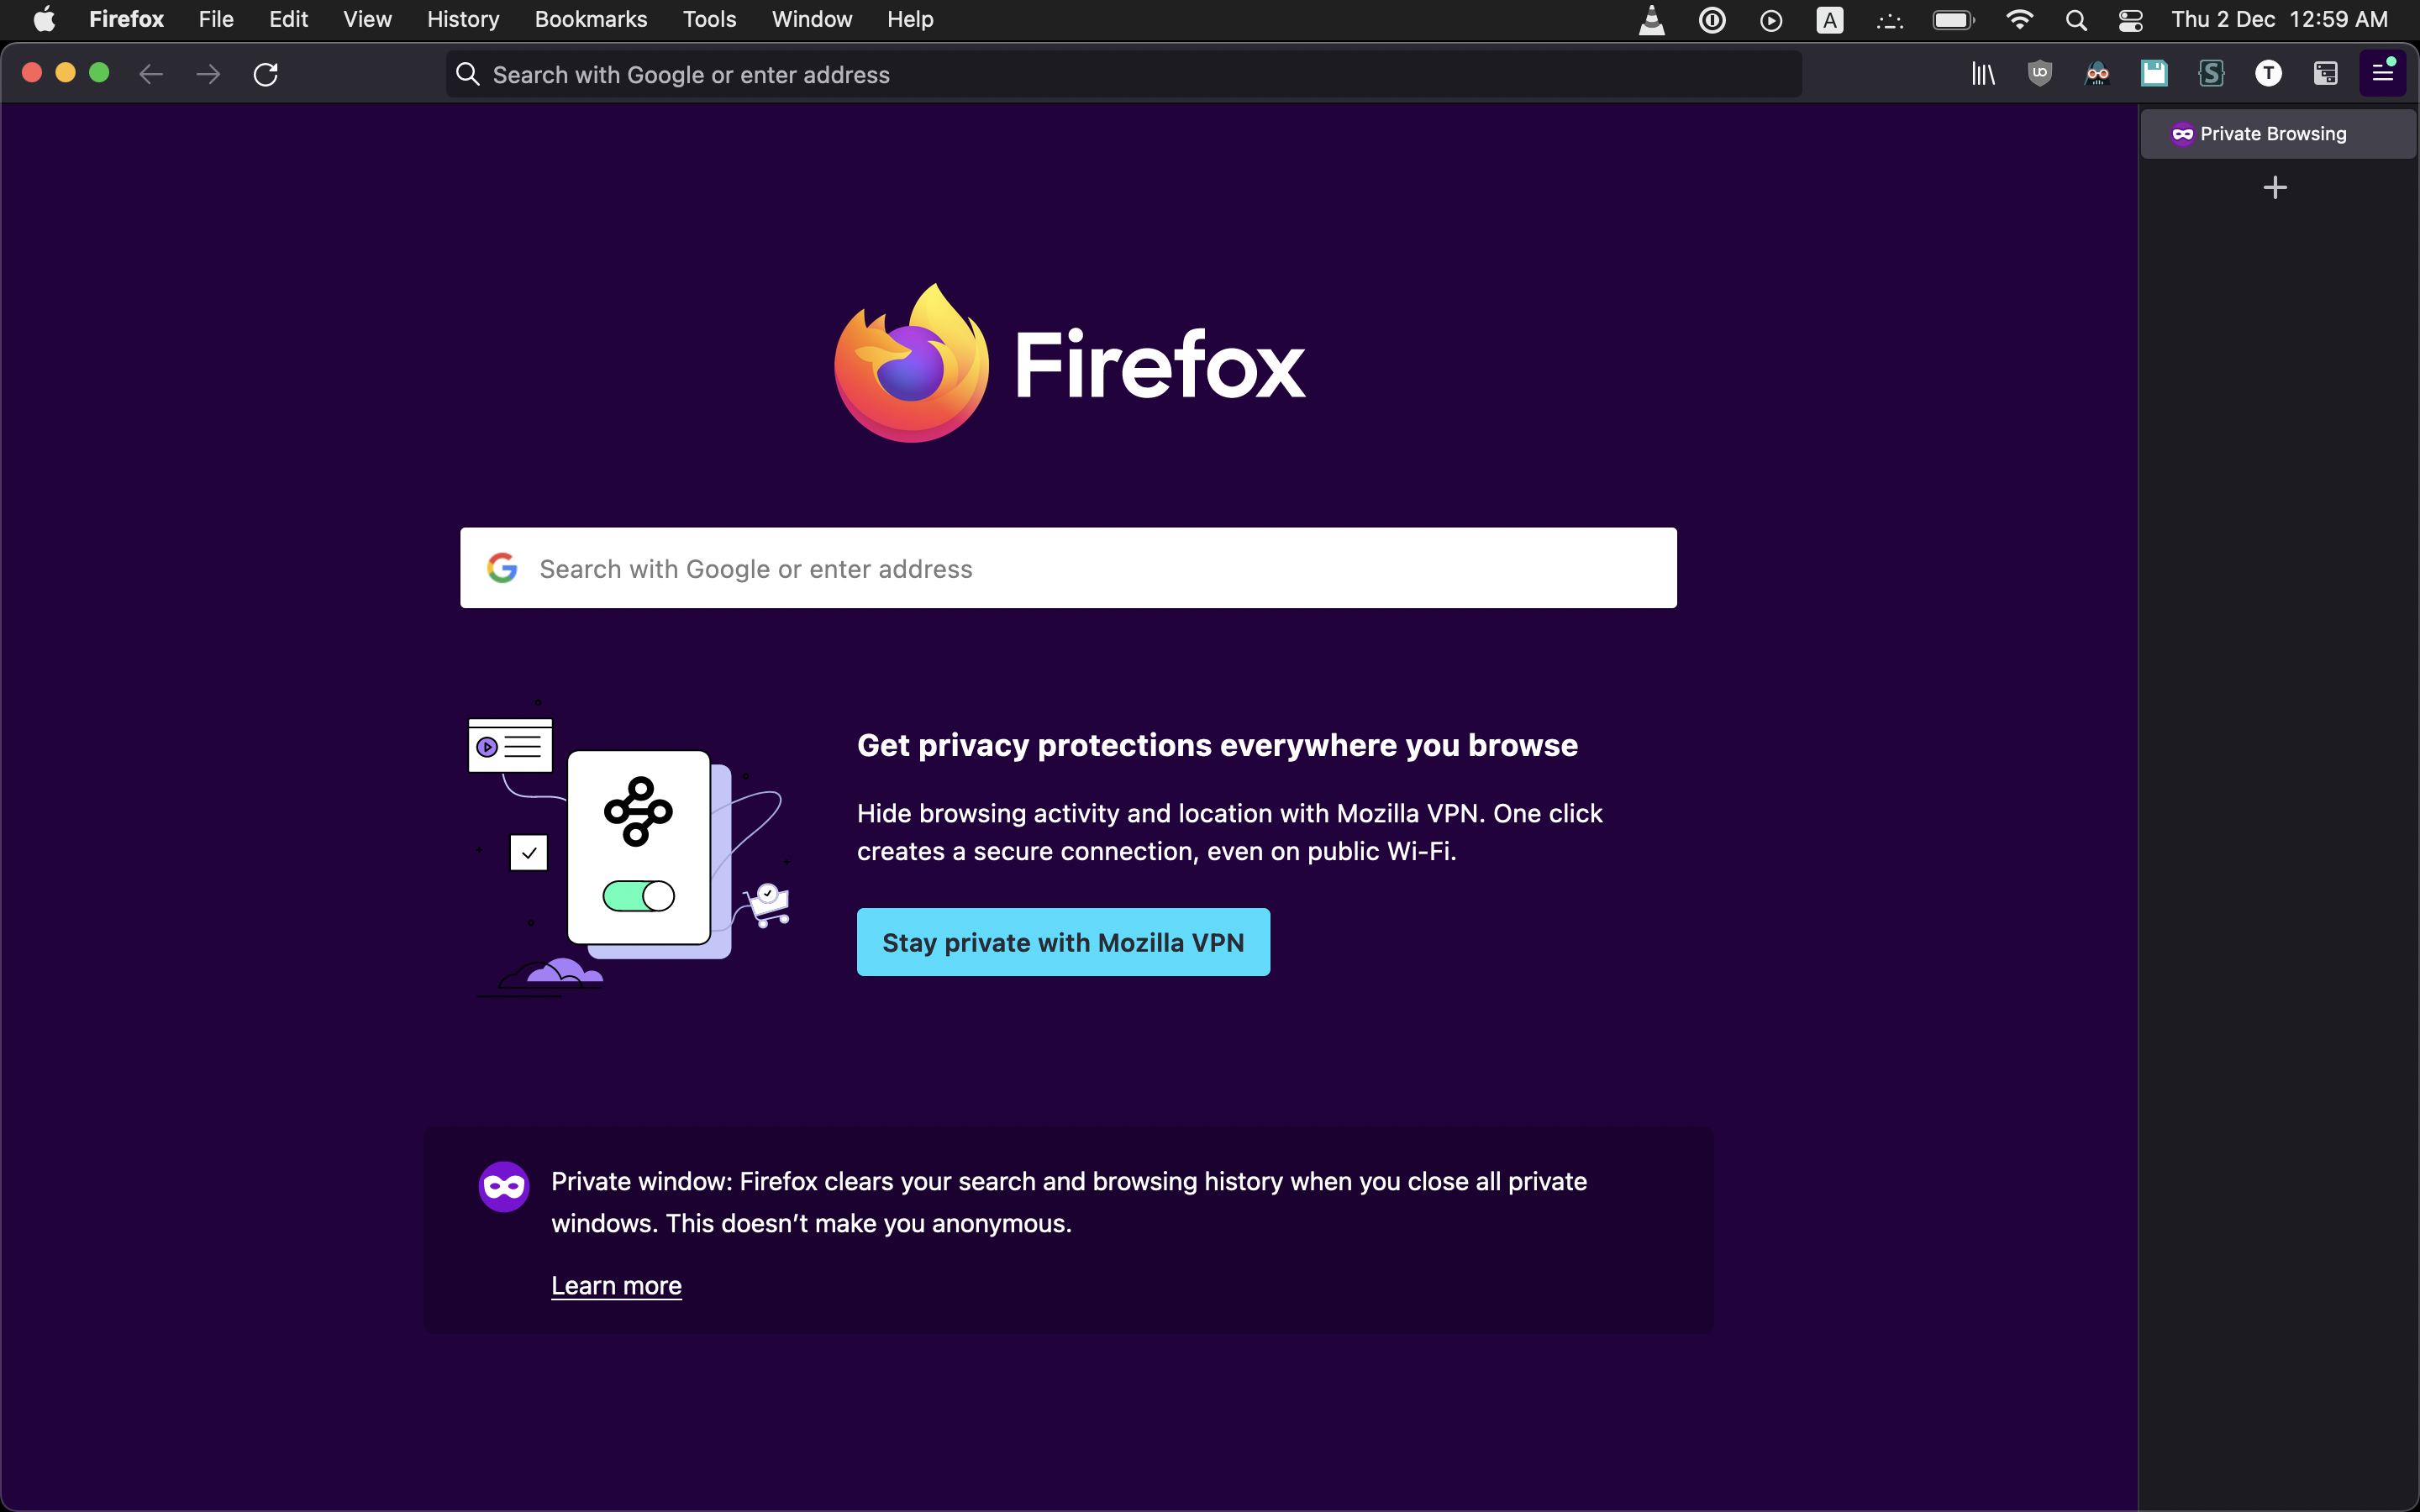 Firefox File Edit View History Bookmarks Tools Window Help A Thu 2 Dec 12:59 AM
Search with Google or enter address
Private Browsing
Firefox
Search with Google or enter address
Get privacy protections everywhere you browse
Hide browsing activity and location with Mozilla VPN. One click
creates a secure connection, even on public Wi-Fi.
Stay private with Mozilla VPN
Private window: Firefox clears your search and browsing history when you close all private
windows. This doesn’t make you anonymous.
Learn more